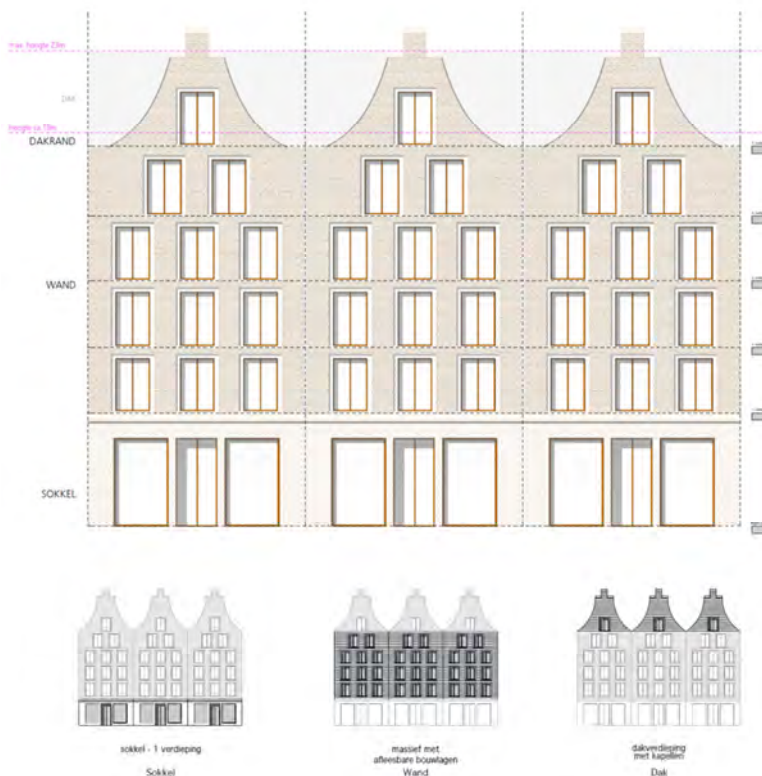 max. hoogte 23m
DAK
hoogte ca 19m
DAKRAND
WAND
SOKKEL
sokkel - 1 verdieping
Sokkel
massief met
afleesbare bouwlagen
Wand
dakverdieping
met kapellen
Dak